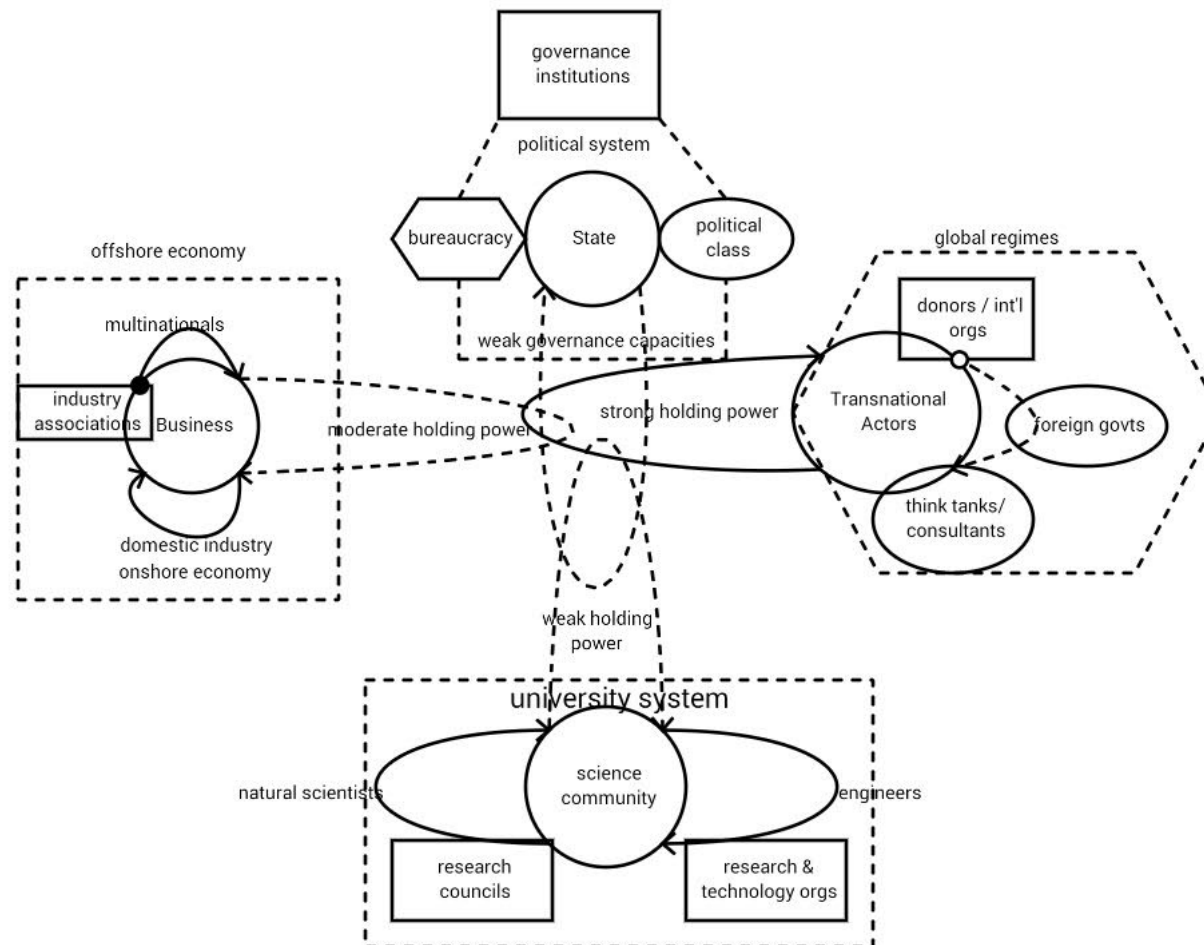 governance
institutions
political system
bureaucracy
State
political
class
offshore economy
global regimes
multinationals
donors / int'l
orgs
weak governance capacities
industry
associations
Business
moderate holding power
strong holding power
Transnational
Actors
foreign govts
think tanks/
consultants
domestic industry
onshore economy
weak holding
power
university system
natural scientists
science
community
engineers
research
councils
research &
technology orgs